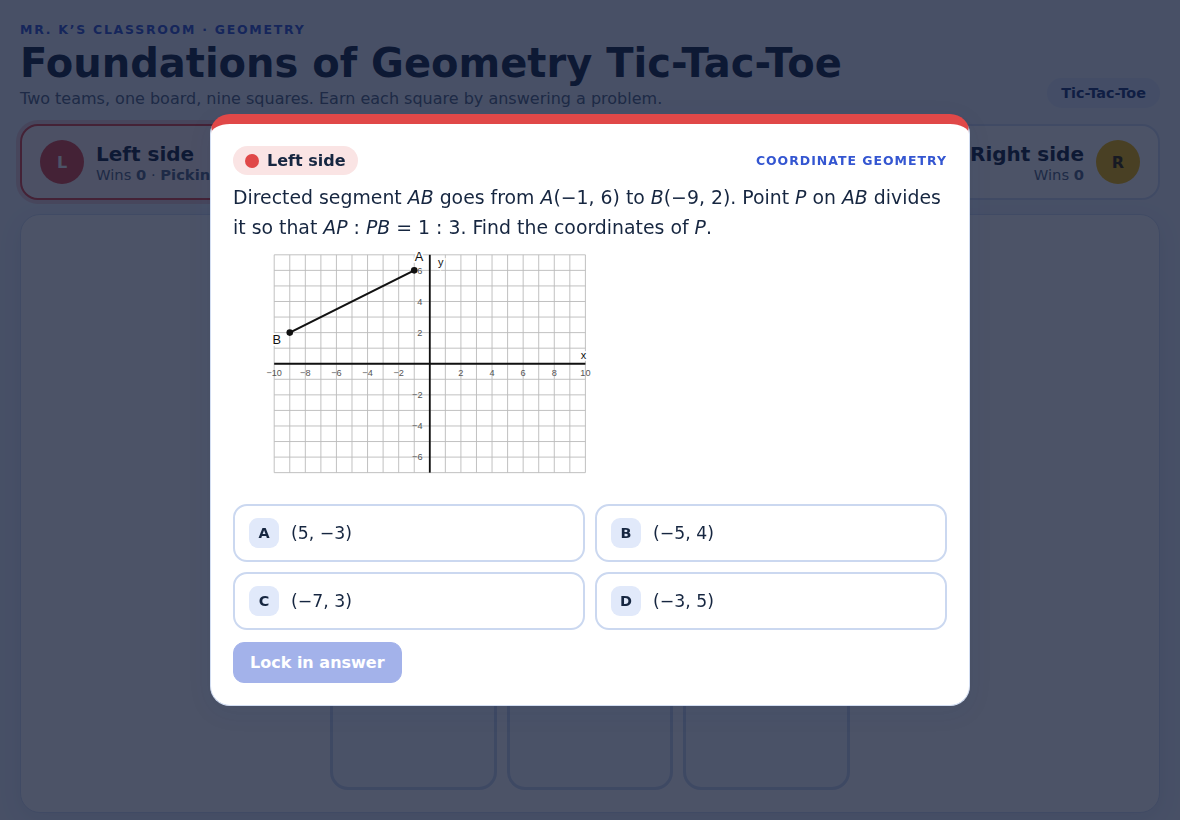 MR. K'S CLASSROOM · GEOMETRY
Foundations of Geometry Tic-Tac-Toe
Two teams, one board, nine squares. Earn each square by answering a problem.
Tic-Tac-Toe
L
Left side
Wins 0 · Pickin
Right side
Wins 0
R
Left side
COORDINATE GEOMETRY
Directed segment AB goes from A(−1, 6) to B(−9, 2). Point P on AB divides
it so that AP : PB = 1 : 3. Find the coordinates of P.
A
y
6
4
B
2
x
−10 −8 −6 −4 −2 2 4 6 8 10
−2
−4
−6
A (5, −3)
B (−5, 4)
C (−7, 3)
D (−3, 5)
Lock in answer